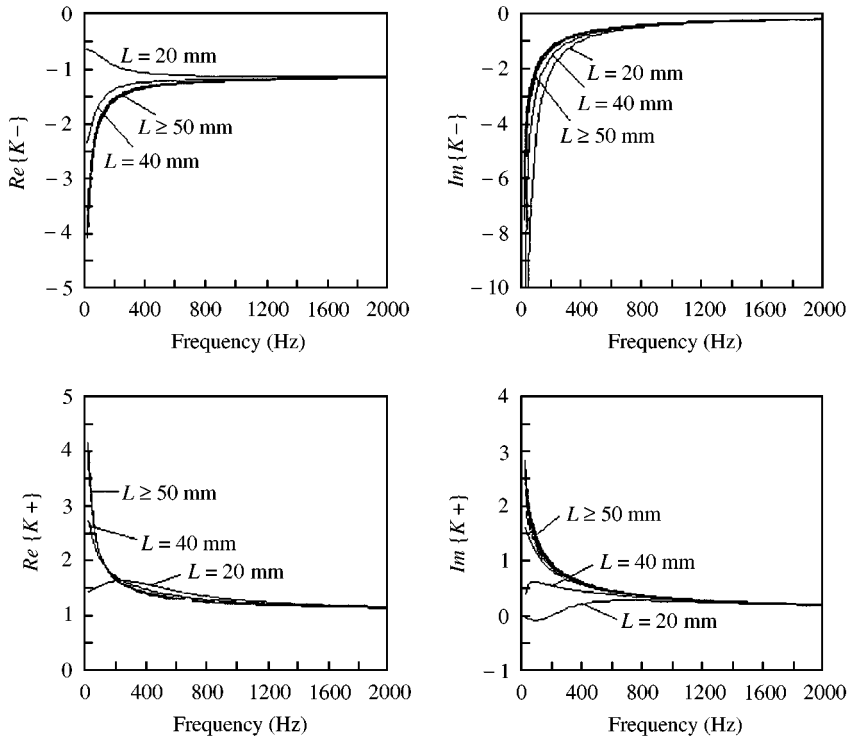 0
– 1
– 2
– 3
– 4
– 5
Re{K–}
L = 20 mm
L ≥ 50 mm
L = 40 mm
0 400 800 1200 1600 2000
Frequency (Hz)
0
– 2
– 4
– 6
– 8
– 10
Im{K–}
L = 20 mm
L = 40 mm
L ≥ 50 mm
0 400 800 1200 1600 2000
Frequency (Hz)
5
4
3
2
1
0
Re {K +}
L ≥ 50 mm
L = 40 mm
L = 20 mm
0 400 800 1200 1600 2000
Frequency (Hz)
4
3
2
1
0
– 1
Im {K +}
L ≥ 50 mm
L = 40 mm
L = 20 mm
0 400 800 1200 1600 2000
Frequency (Hz)